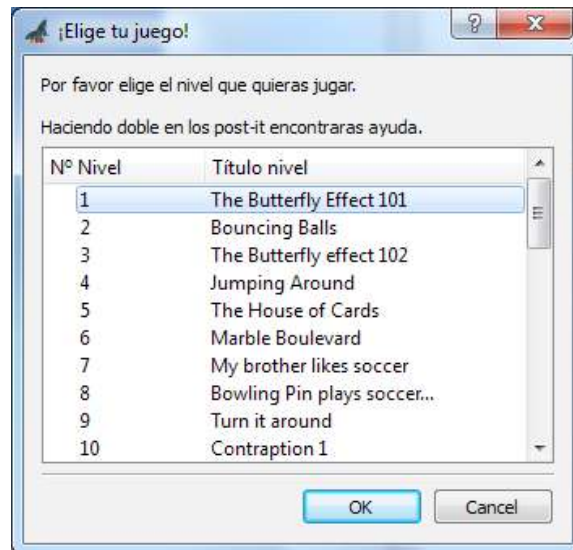 ¡Elige tu juego!
Por favor elige el nivel que quieras jugar.
Haciendo doble en los post-it encontraras ayuda.
Nº Nivel Título nivel
1 The Butterfly Effect 101
2 Bouncing Balls
3 The Butterfly effect 102
4 Jumping Around
5 The House of Cards
6 Marble Boulevard
7 My brother likes soccer
8 Bowling Pin plays soccer...
9 Turn it around
10 Contraption 1
OK Cancel